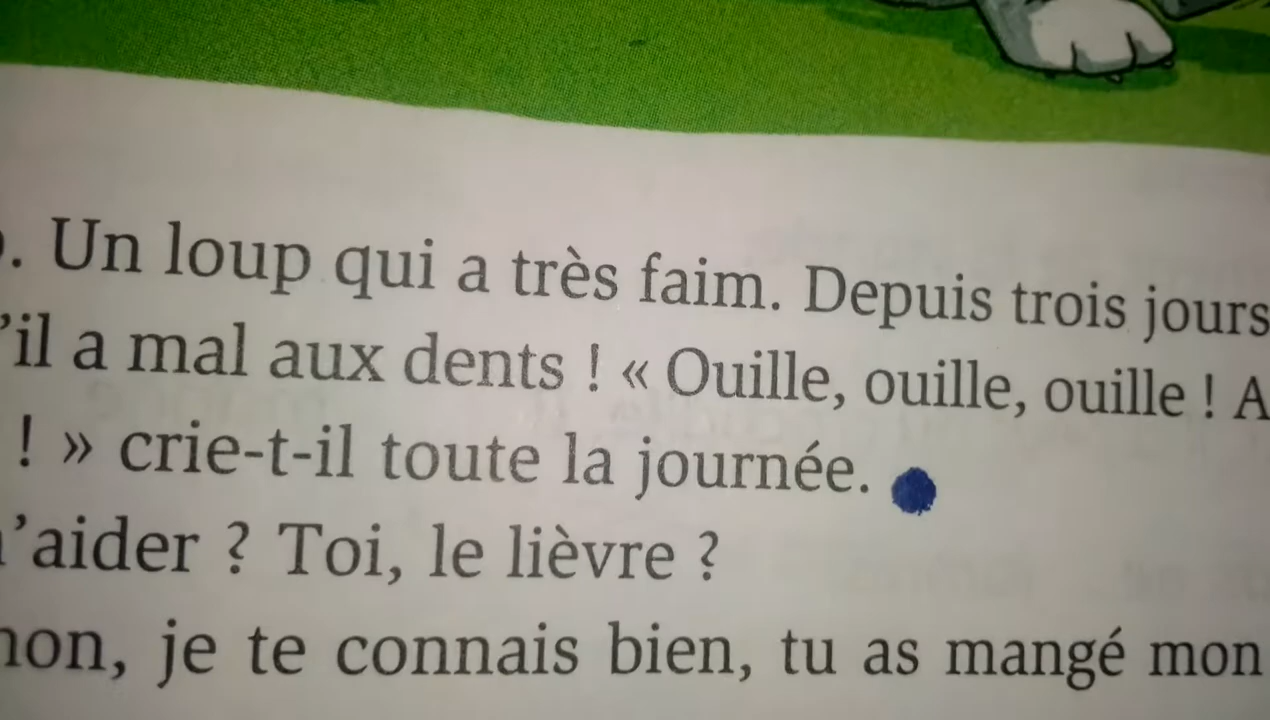 . Un loup qui a très faim. Depuis trois jours
’il a mal aux dents ! « Ouille, ouille, ouille ! A
! » crie-t-il toute la journée.
’aider ? Toi, le lièvre ?
non, je te connais bien, tu as mangé mon